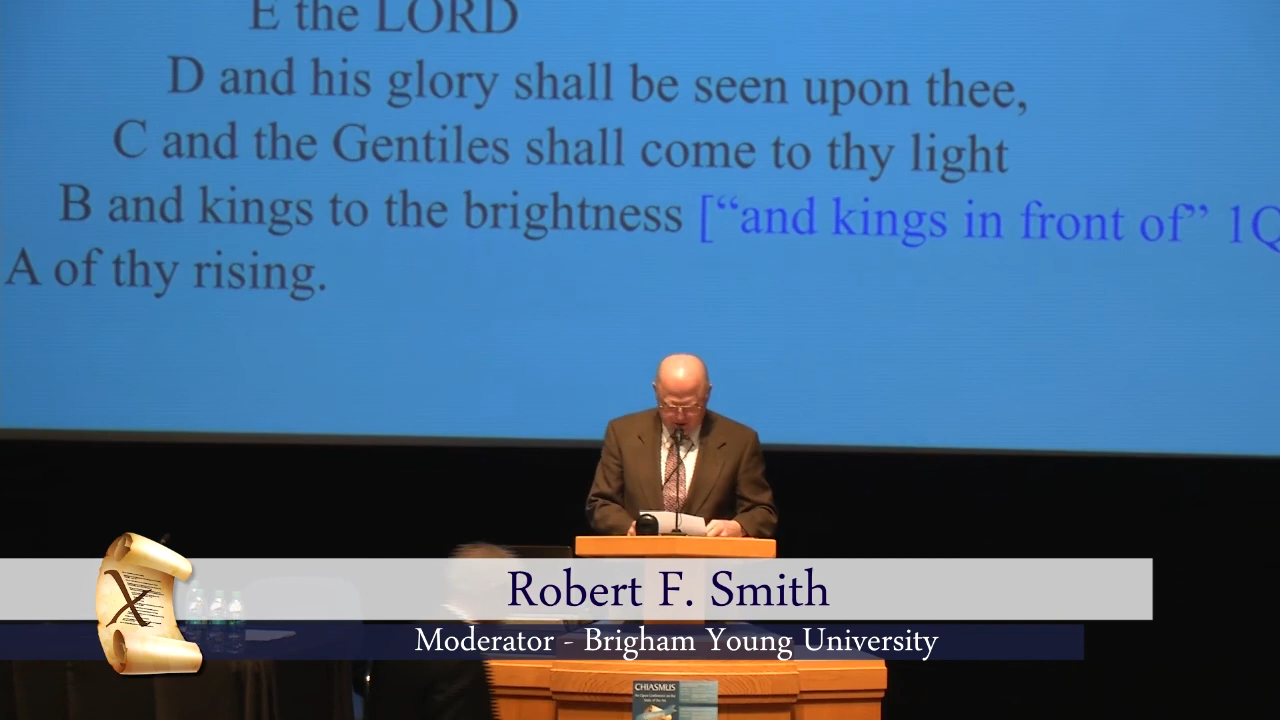 E the LORD
D and his glory shall be seen upon thee,
C and the Gentiles shall come to thy light
B and kings to the brightness [“and kings in front of” 1Q
A of thy rising.
Robert F. Smith
Moderator - Brigham Young University
CHIASMUS